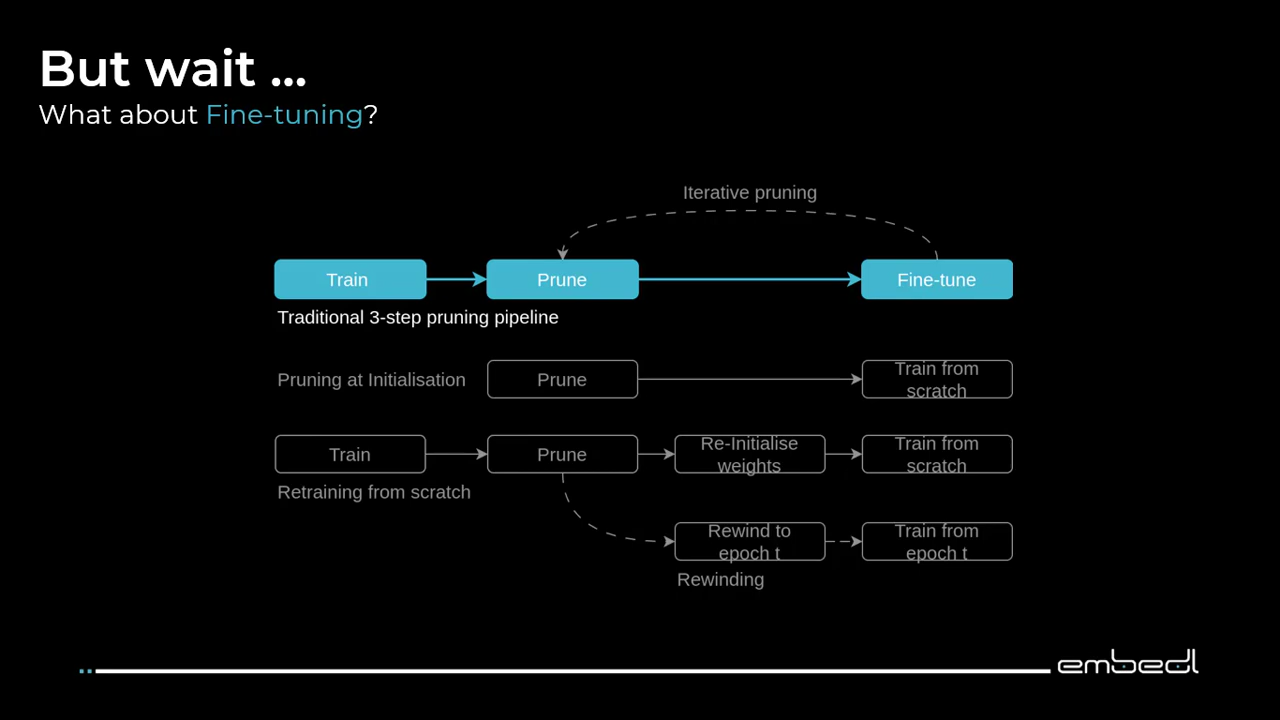 But wait ...
What about Fine-tuning?
Iterative pruning
Train
Prune
Fine-tune
Traditional 3-step pruning pipeline
Pruning at Initialisation
Prune
Train from
scratch
Train
Prune
Re-Initialise
weights
Train from
scratch
Retraining from scratch
Rewind to
epoch t
Train from
epoch t
Rewinding
embedl